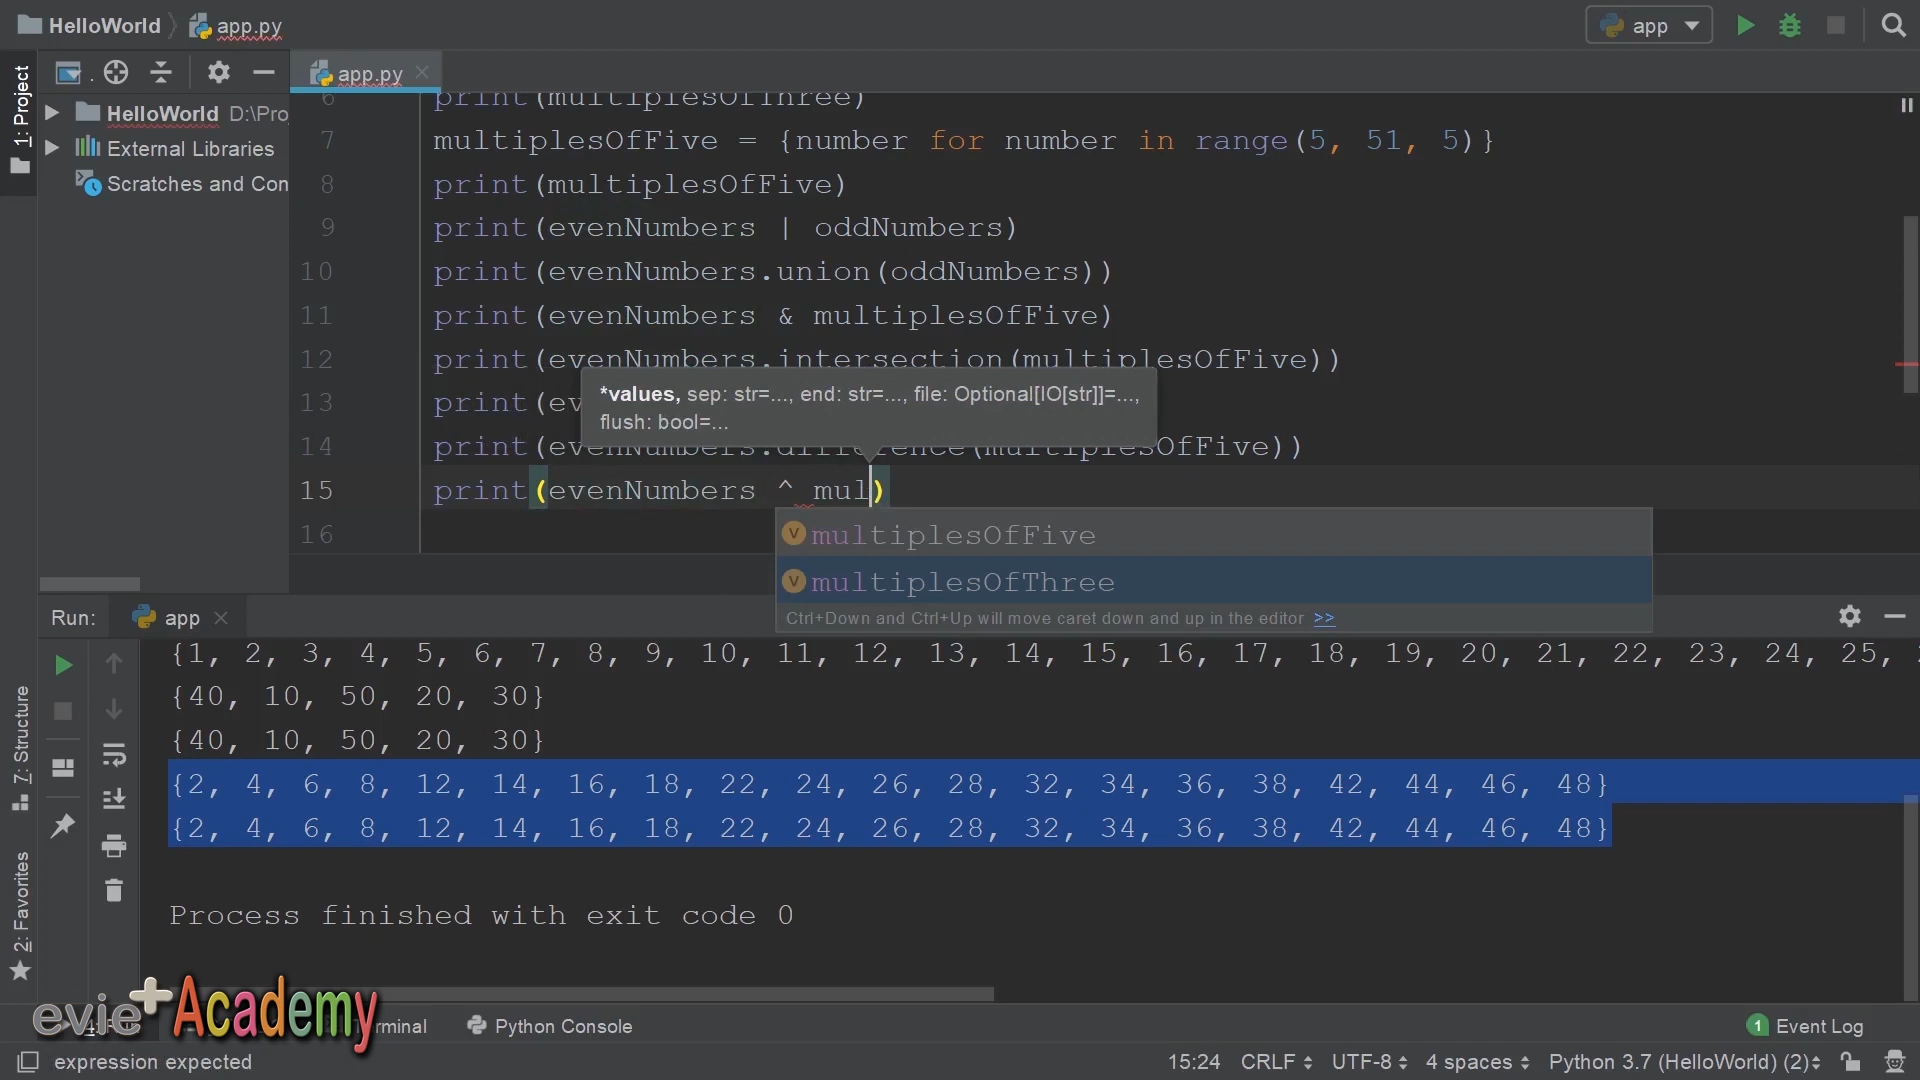 HelloWorld
app.py
app
1: Project
app.py
HelloWorld D:\Pro
External Libraries
Scratches and Con
6 print(multiplesOfThree)
7 multiplesOfFive = {number for number in range(5, 51, 5)}
8 print(multiplesOfFive)
9 print(evenNumbers | oddNumbers)
10 print(evenNumbers.union(oddNumbers))
11 print(evenNumbers & multiplesOfFive)
12 print(evenNumbers.intersection(multiplesOfFive))
*values, sep: str=..., end: str=..., file: Optional[IO[str]]=...,
flush: bool=...
13 print(ev
14 print(evenNumbers.difference(multiplesOfFive))
15 print(evenNumbers ^ mul)
16
multiplesOfFive
multiplesOfThree
Ctrl+Down and Ctrl+Up will move caret down and up in the editor >>
Run: app
{1, 2, 3, 4, 5, 6, 7, 8, 9, 10, 11, 12, 13, 14, 15, 16, 17, 18, 19, 20, 21, 22, 23, 24, 25,
{40, 10, 50, 20, 30}
{40, 10, 50, 20, 30}
{2, 4, 6, 8, 12, 14, 16, 18, 22, 24, 26, 28, 32, 34, 36, 38, 42, 44, 46, 48}
{2, 4, 6, 8, 12, 14, 16, 18, 22, 24, 26, 28, 32, 34, 36, 38, 42, 44, 46, 48}
Process finished with exit code 0
7: Structure
2: Favorites
evie+Academy
rminal
Python Console
1 Event Log
expression expected
15:24 CRLF UTF-8 4 spaces Python 3.7 (HelloWorld) (2)